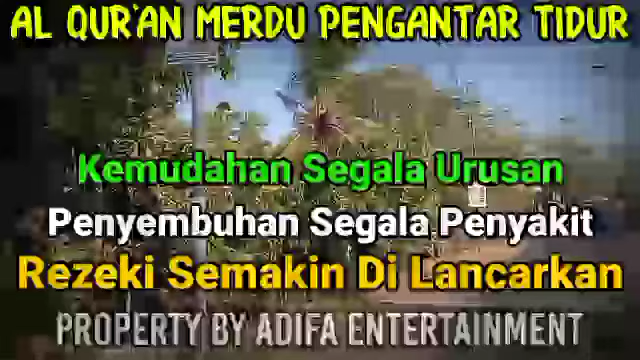 AL QUR'AN MERDU PENGANTAR TIDUR
Kemudahan Segala Urusan
Penyembuhan Segala Penyakit
Rezeki Semakin Di Lancarkan
PROPERTY BY ADIFA ENTERTAINMENT